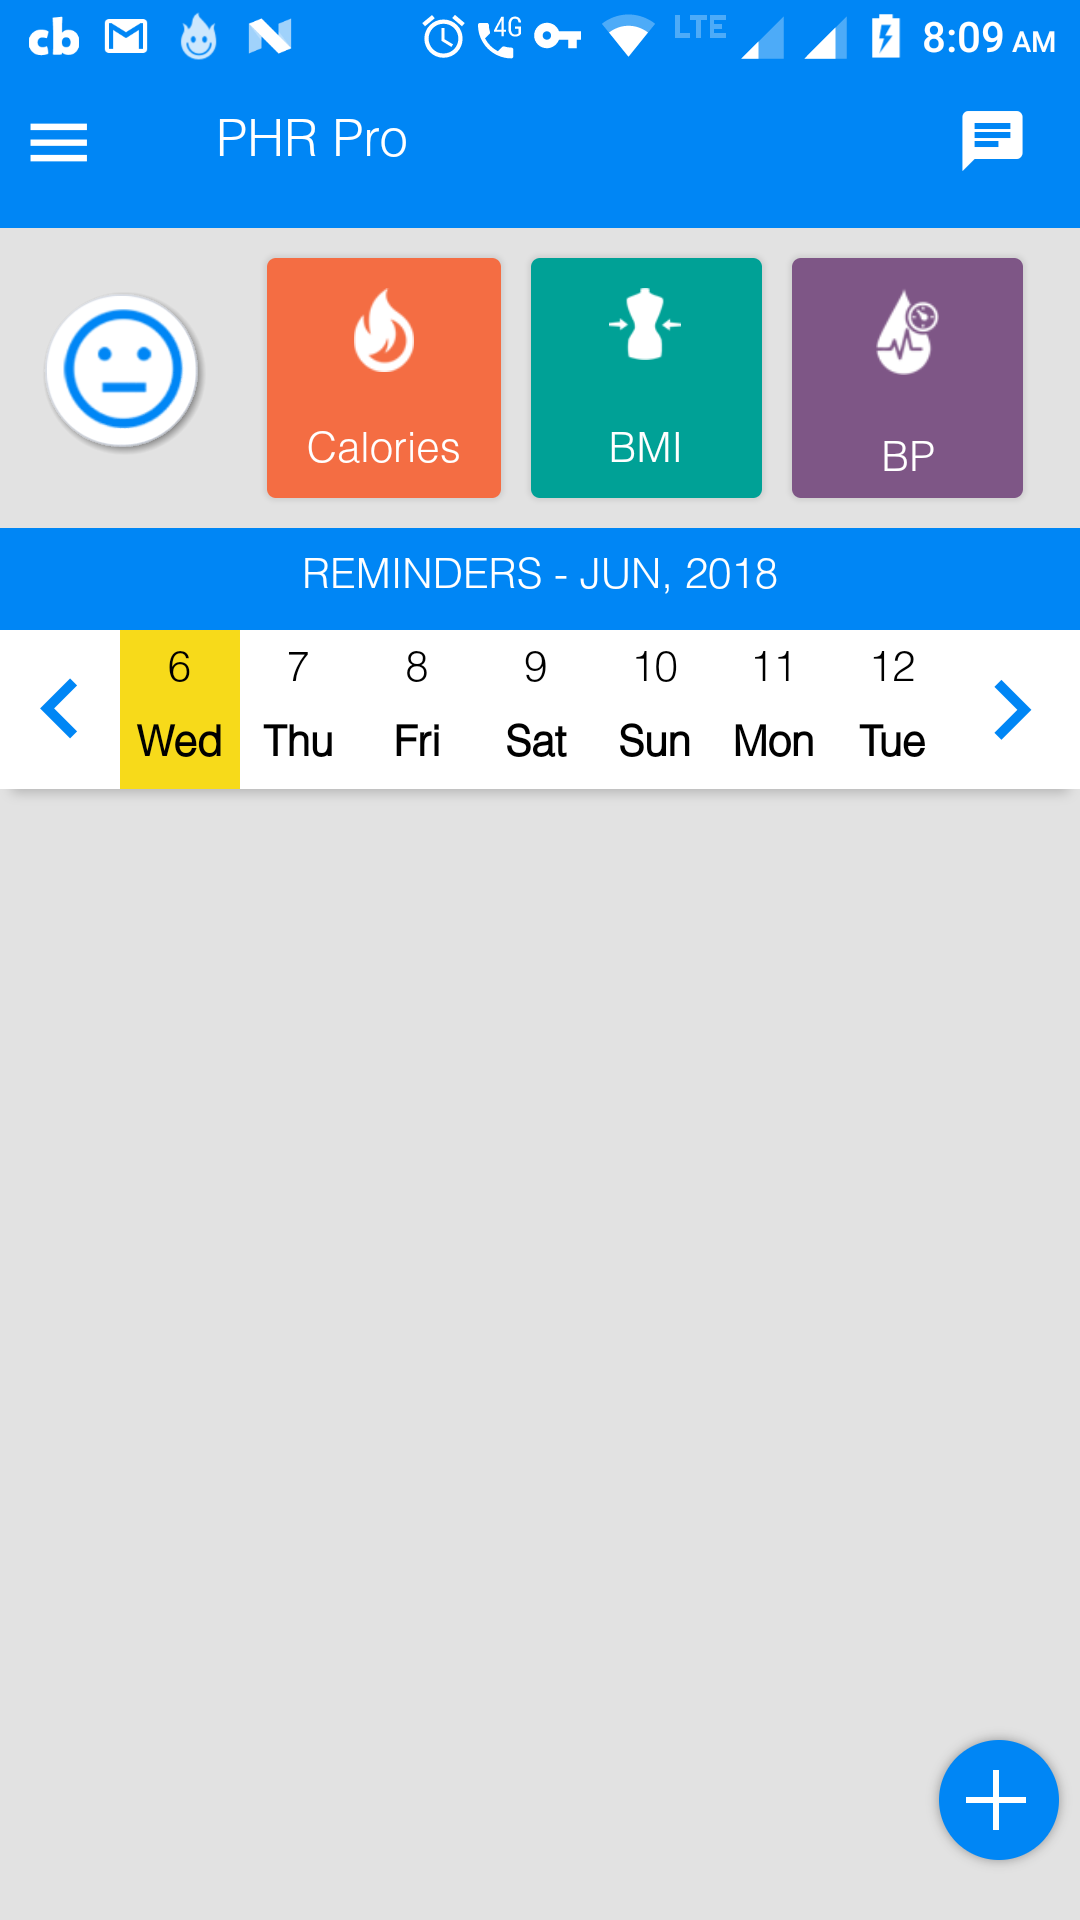 cb 4G LTE 8:09 AM
PHR Pro
Calories BMI BP
REMINDERS - JUN, 2018
6 7 8 9 10 11 12
Wed Thu Fri Sat Sun Mon Tue